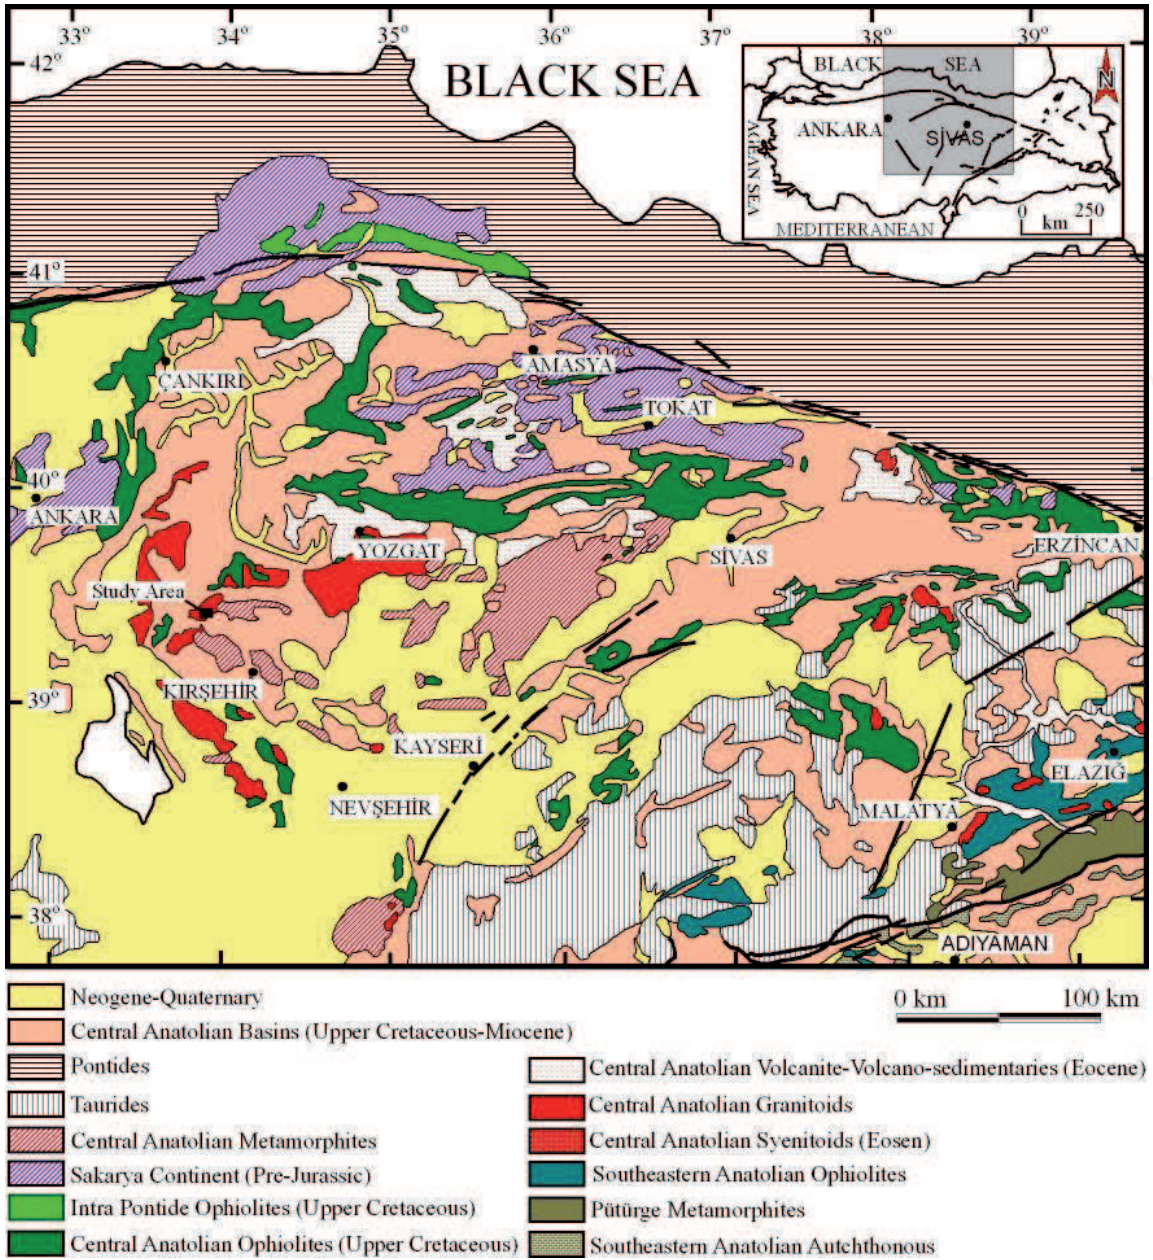 33° 34° 35° 36° 37° 38° 39°
42°
BLACK SEA
BLACK SEA
N
ANKARA
SİVAS
AGEAN SEA
0 250
km
MEDITERRANEAN
41°
AMASYA
ÇANKIRI
TOKAT
40°
ANKARA
YOZGAT
SİVAS
ERZİNCAN
Study Area
KIRŞEHİR
39°
KAYSERİ
ELAZIĞ
NEVŞEHİR
MALATYA
38°
ADIYAMAN
Neogene-Quaternary
0 km 100 km
Central Anatolian Basins (Upper Cretaceous-Miocene)
Pontides
Taurides
Central Anatolian Metamorphites
Sakarya Continent (Pre-Jurassic)
Intra Pontide Ophiolites (Upper Cretaceous)
Central Anatolian Ophiolites (Upper Cretaceous)
Central Anatolian Volcanite-Volcano-sedimentaries (Eocene)
Central Anatolian Granitoids
Central Anatolian Syenitoids (Eosen)
Southeastern Anatolian Ophiolites
Pütürge Metamorphites
Southeastern Anatolian Autchthonous